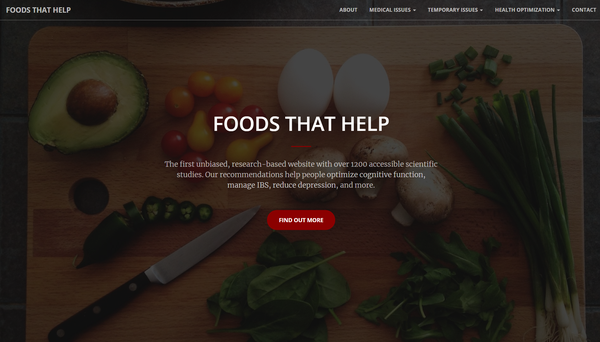 FOODS THAT HELP
ABOUT MEDICAL ISSUES TEMPORARY ISSUES HEALTH OPTIMIZATION CONTACT
FOODS THAT HELP
The first unbiased, research-based website with over 1200 accessible scientific
studies. Our recommendations help people optimize cognitive function,
manage IBS, reduce depression, and more.
FIND OUT MORE